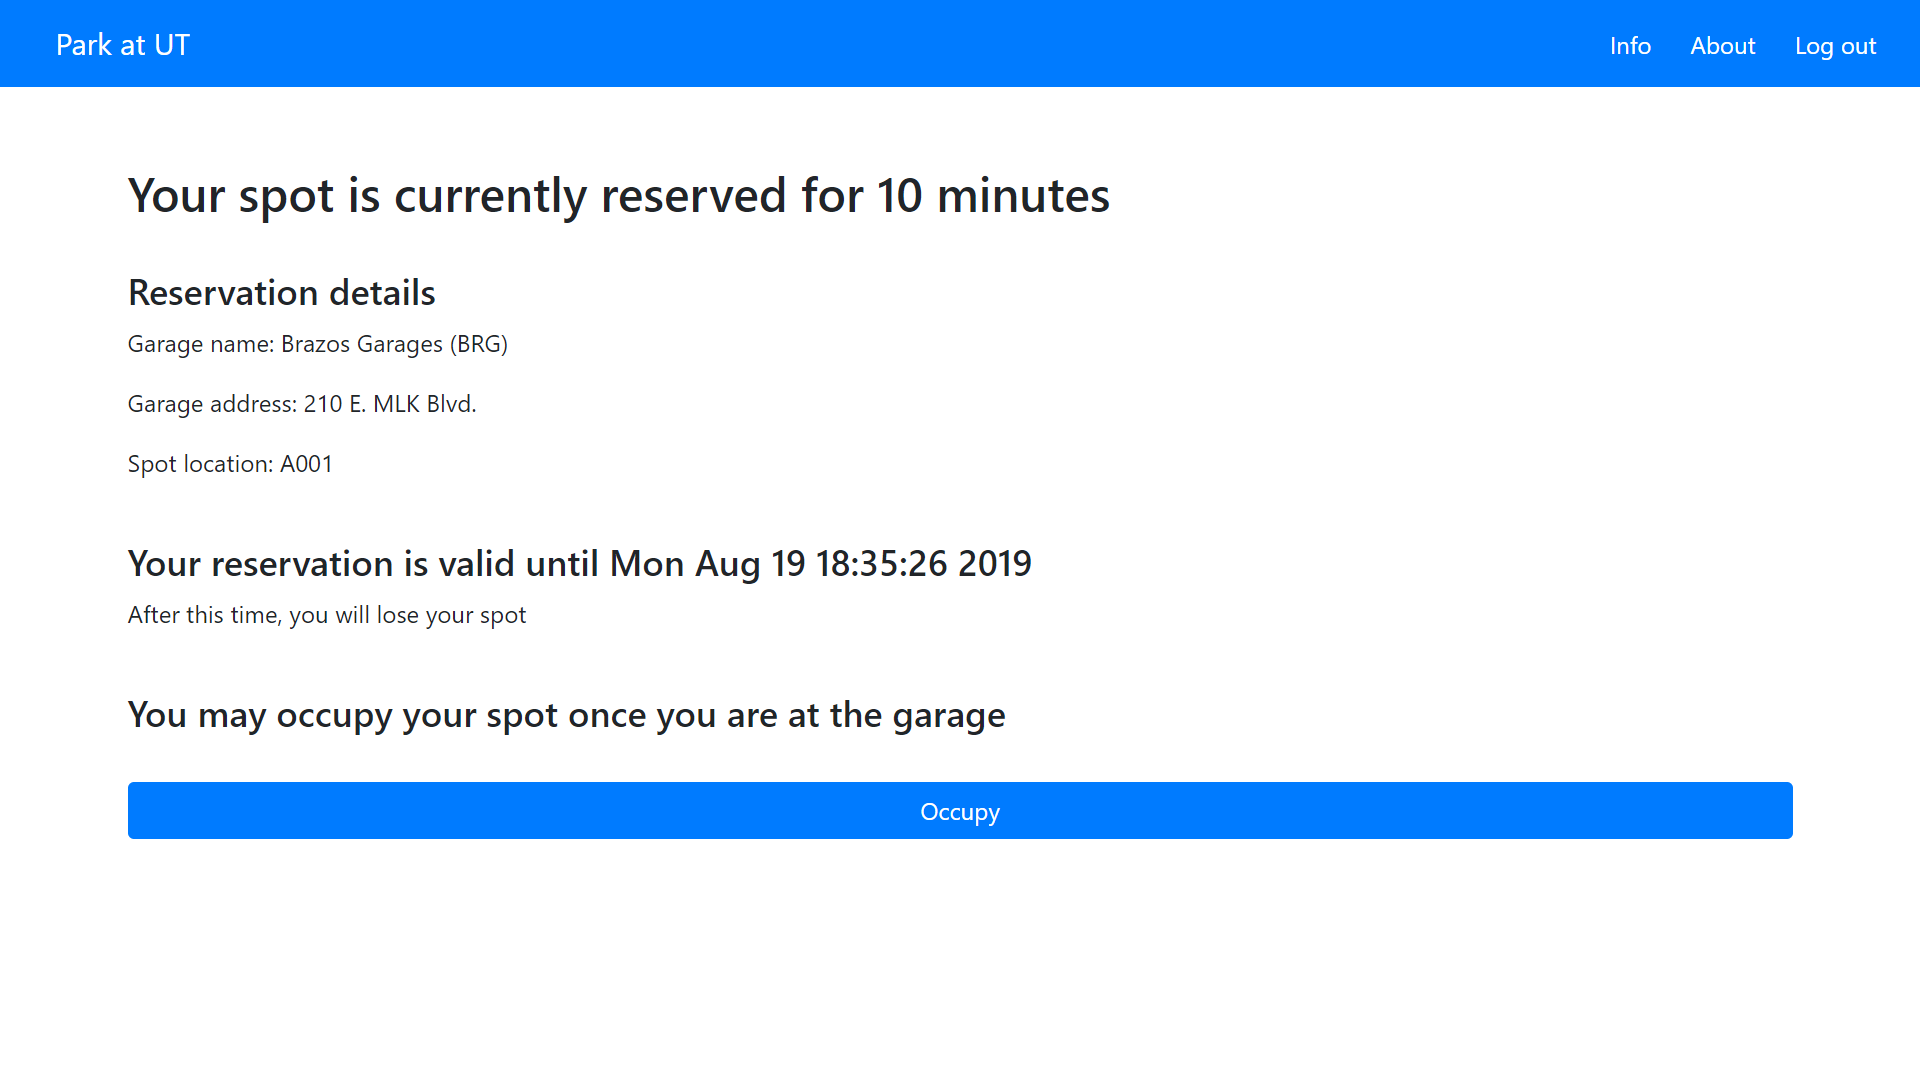 Park at UT
Info
About
Log out
Your spot is currently reserved for 10 minutes
Reservation details
Garage name: Brazos Garages (BRG)
Garage address: 210 E. MLK Blvd.
Spot location: A001
Your reservation is valid until Mon Aug 19 18:35:26 2019
After this time, you will lose your spot
You may occupy your spot once you are at the garage
Occupy